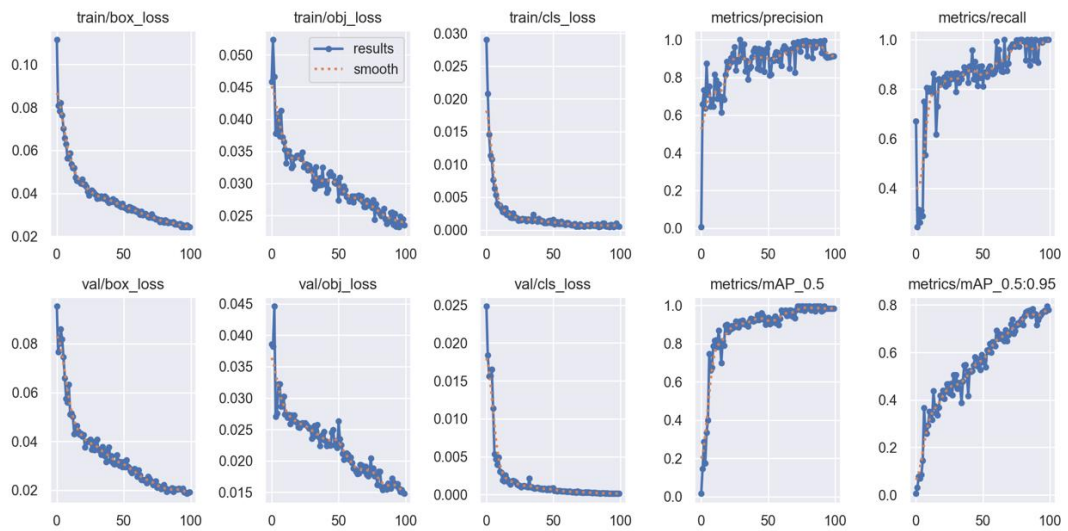 train/box_loss
train/obj_loss
train/cls_loss
metrics/precision
metrics/recall
results
smooth
0.10
0.08
0.06
0.04
0.02
0 50 100
0.050
0.045
0.040
0.035
0.030
0.025
0 50 100
0.030
0.025
0.020
0.015
0.010
0.005
0.000
0 50 100
1.0
0.8
0.6
0.4
0.2
0.0
0 50 100
1.0
0.8
0.6
0.4
0 50 100
val/box_loss
val/obj_loss
val/cls_loss
metrics/mAP_0.5
metrics/mAP_0.5:0.95
0.08
0.06
0.04
0.02
0 50 100
0.045
0.040
0.035
0.030
0.025
0.020
0.015
0 50 100
0.025
0.020
0.015
0.010
0.005
0.000
0 50 100
1.0
0.8
0.6
0.4
0.2
0.0
0 50 100
0.8
0.6
0.4
0.2
0.0
0 50 100